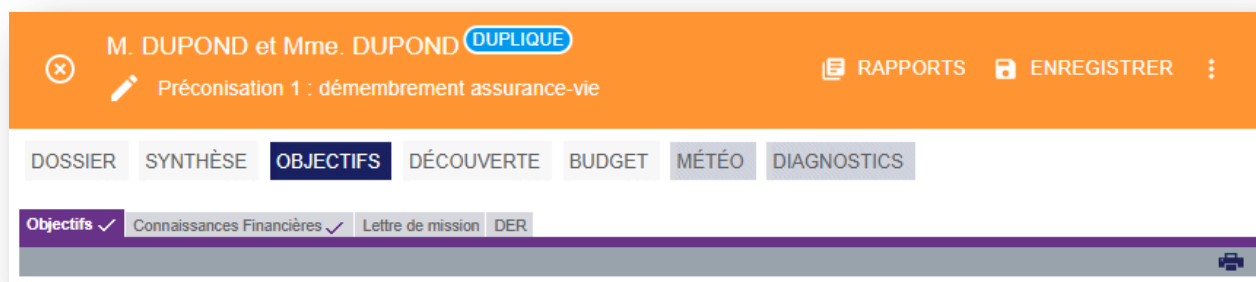 M. DUPOND et Mme. DUPOND DUPLIQUE
Préconisation 1 : démembrement assurance-vie
RAPPORTS ENREGISTRER
DOSSIER SYNTHÈSE OBJECTIFS DÉCOUVERTE BUDGET MÉTÉO DIAGNOSTICS
Objectifs Connaissances Financières Lettre de mission DER